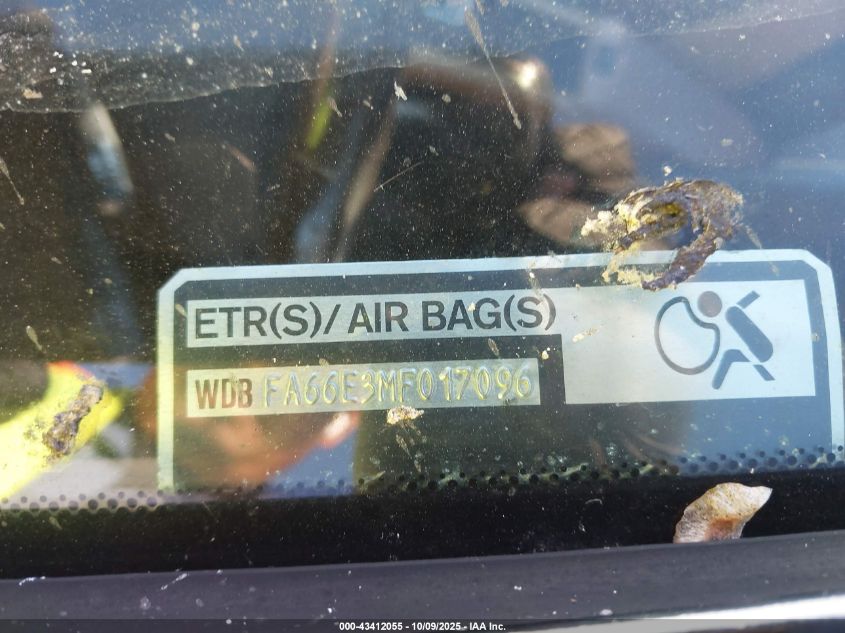 ETR(S)/ AIR BAG(S)
WDB FA66E3MF017096
000-43412055 - 10/09/2025 - IAA Inc.